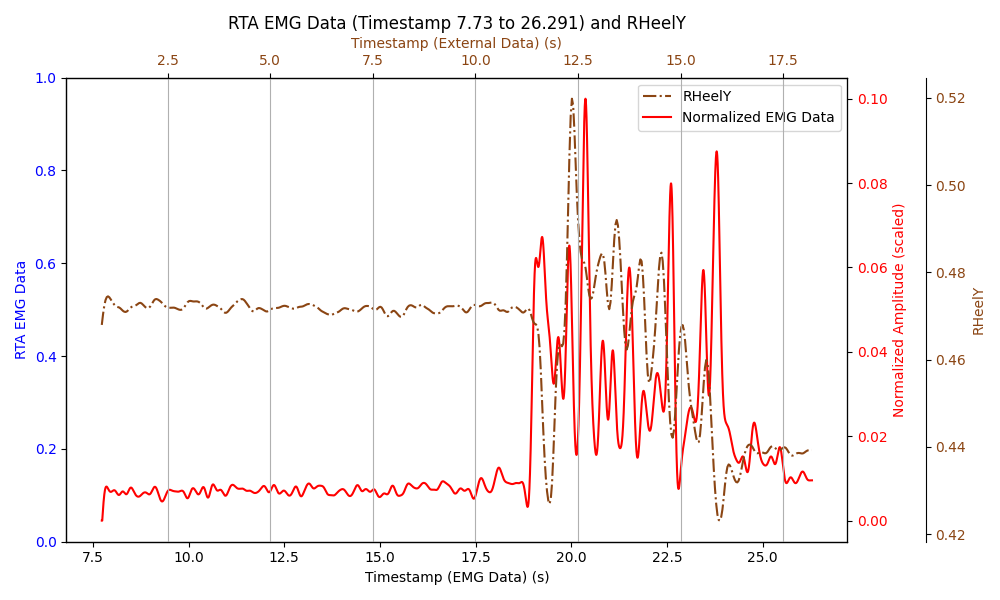 RTA EMG Data (Timestamp 7.73 to 26.291) and RHeelY
Timestamp (External Data) (s)
2.5 5.0 7.5 10.0 12.5 15.0 17.5
RHeelY
Normalized EMG Data
RTA EMG Data
1.0
0.8
0.6
0.4
0.2
0.0
0.10
0.08
0.06
0.04
0.02
0.00
Normalized Amplitude (scaled)
0.52
0.50
0.48
0.46
0.44
0.42
RHeelY
7.5 10.0 12.5 15.0 17.5 20.0 22.5 25.0
Timestamp (EMG Data) (s)